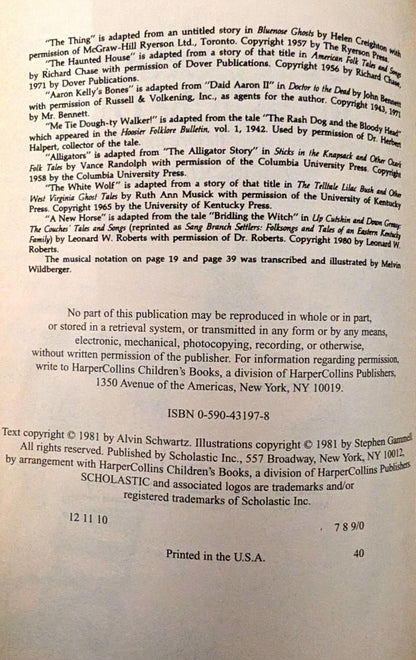 "The Thing" is adapted from an untitled story in Bluenose Ghosts by Helen Creighton with
permission of McGraw-Hill Ryerson Ltd., Toronto. Copyright 1957 by The Ryerson Press.
"The Haunted House" is adapted from a story of that title in American Folk Tales and Songs
by Richard Chase with permission of Dover Publications. Copyright 1956 by Richard Chase,
1971 by Dover Publications.
"Aaron Kelly's Bones" is adapted from "Daid Aaron II" in Doctor to the Dead by John Bennett
with permission of Russell & Volkening, Inc., as agents for the author. Copyright 1943, 1971
by Mr. Bennett.
"Me Tie Dough-ty Walker!" is adapted from the tale "The Rash Dog and the Bloody Head"
which appeared in the Hoosier Folklore Bulletin, vol. 1, 1942. Used by permission of Dr. Herbert
Halpert, collector of the tale.
"Alligators" is adapted from "The Alligator Story" in Sticks in the Knapsack and Other Ozark
Folk Tales by Vance Randolph with permission of the Columbia University Press. Copyright
1958 by the Columbia University Press.
"The White Wolf" is adapted from a story of that title in The Telltale Lilac Bush and Other
West Virginia Ghost Tales by Ruth Ann Musick with permission of the University of Kentucky
Press. Copyright 1965 by the University of Kentucky Press.
"A New Horse" is adapted from the tale "Bridling the Witch" in Up Cutshin and Down Greasy:
The Couches' Tales and Songs (reprinted as Sang Branch Settlers: Folksongs and Tales of an Eastern Kentucky
Family) by Leonard W. Roberts with permission of Dr. Roberts. Copyright 1980 by Leonard W.
Roberts.
The musical notation on page 19 and page 39 was transcribed and illustrated by Melvin
Wildberger.
No part of this publication may be reproduced in whole or in part,
or stored in a retrieval system, or transmitted in any form or by any means,
electronic, mechanical, photocopying, recording, or otherwise,
without written permission of the publisher. For information regarding permission,
write to HarperCollins Children's Books, a division of HarperCollins Publishers,
1350 Avenue of the Americas, New York, NY 10019.
ISBN 0-590-43197-8
Text copyright © 1981 by Alvin Schwartz. Illustrations copyright © 1981 by Stephen Gammell
All rights reserved. Published by Scholastic Inc., 557 Broadway, New York, NY 10012,
by arrangement with HarperCollins Children's Books, a division of HarperCollins Publishers
SCHOLASTIC and associated logos are trademarks and/or
registered trademarks of Scholastic Inc.
12 11 10 7 8 9/0
Printed in the U.S.A. 40